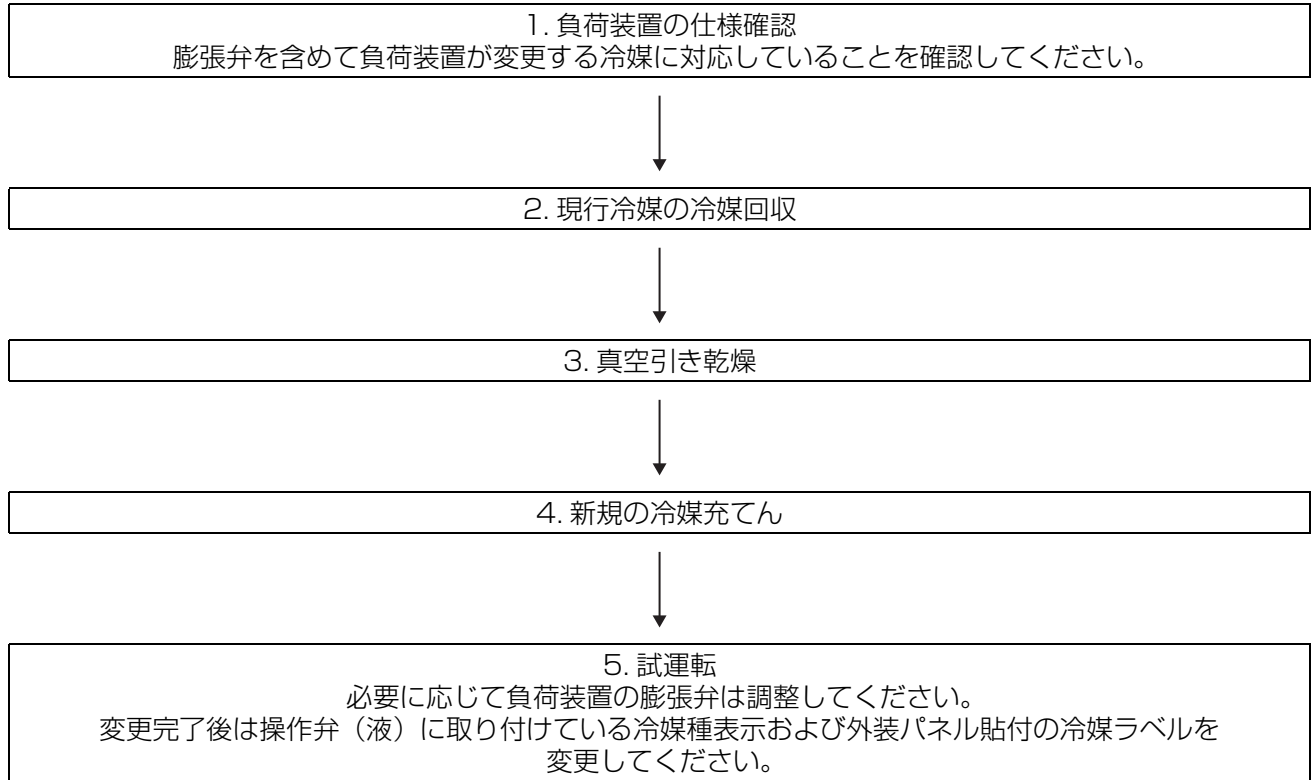 1. 負荷装置の仕様確認
膨張弁を含めて負荷装置が変更する冷媒に対応していることを確認してください。
2. 現行冷媒の冷媒回収
3. 真空引き乾燥
4. 新規の冷媒充てん
5. 試運転
必要に応じて負荷装置の膨張弁は調整してください。
変更完了後は操作弁（液）に取り付けている冷媒種表示および外装パネル貼付の冷媒ラベルを
変更してください。